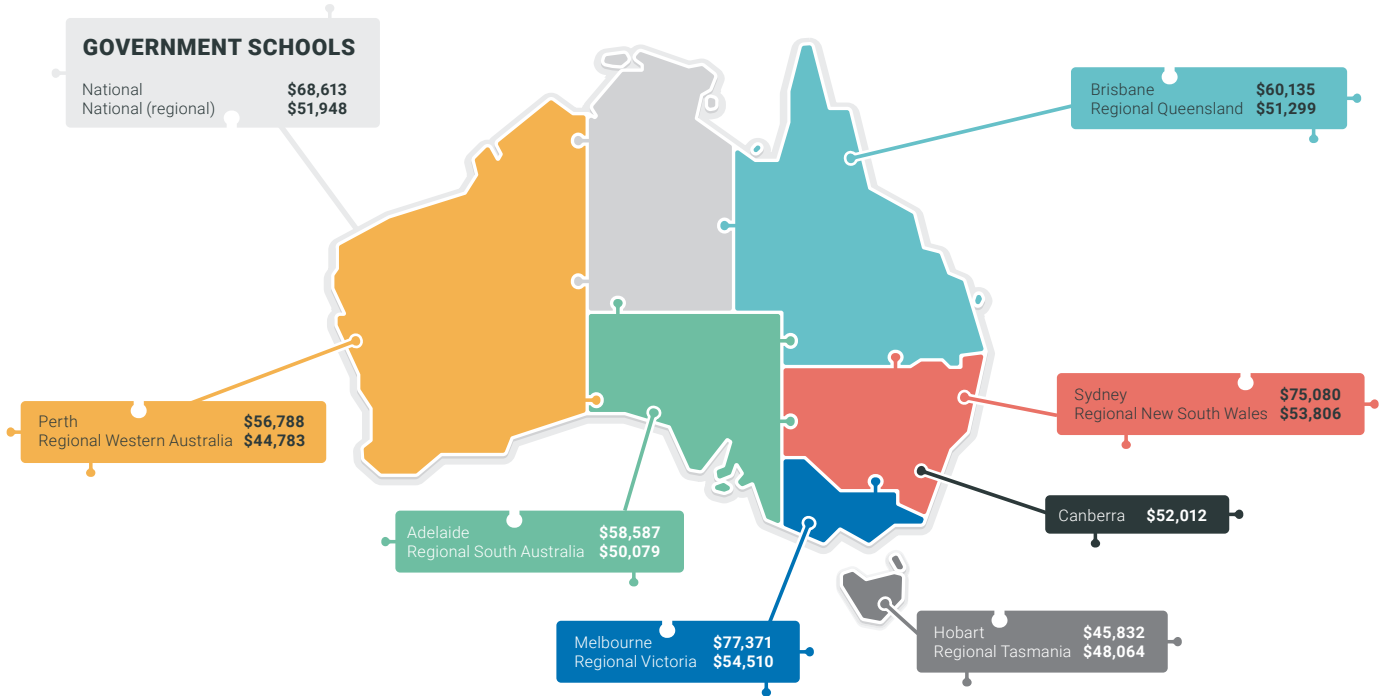 GOVERNMENT SCHOOLS
National $68,613
National (regional) $51,948
Brisbane $60,135
Regional Queensland $51,299
Perth $56,788
Regional Western Australia $44,783
Sydney $75,080
Regional New South Wales $53,806
Canberra $52,012
Adelaide $58,587
Regional South Australia $50,079
Melbourne $77,371
Regional Victoria $54,510
Hobart $45,832
Regional Tasmania $48,064